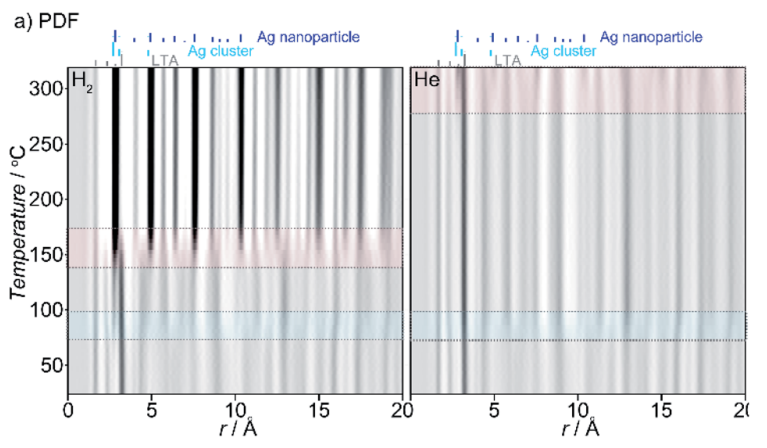 a) PDF
Ag nanoparticle
Ag cluster
LTA
Ag nanoparticle
Ag cluster
LTA
H2
He
Temperature / °C
300
250
200
150
100
50
0 5 10 15 20
5 10 15 20
r / Å
r / Å